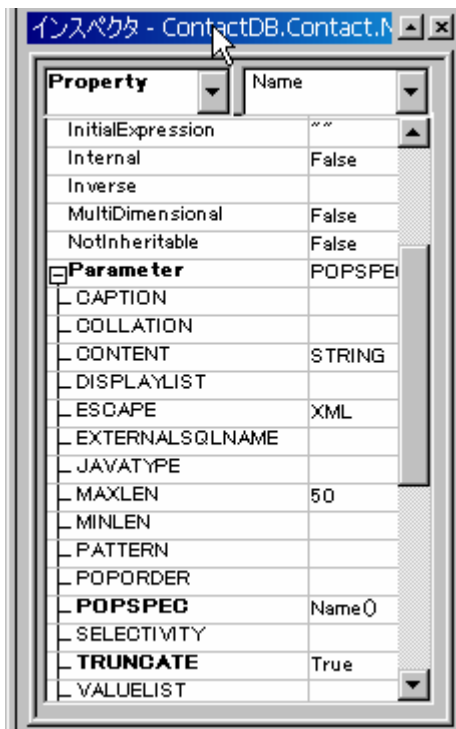 インスペクタ - ContactDB.Contact.N
Property Name
InitialExpression ""
Internal False
Inverse
MultiDimensional False
NotInheritable False
Parameter POPSPE
CAPTION
COLLATION
CONTENT STRING
DISPLAYLIST
ESCAPE XML
EXTERNALSQLNAME
JAVATYPE
MAXLEN 50
MINLEN
PATTERN
POPORDER
POPSPEC Name()
SELECTIVITY
TRUNCATE True
VALUELIST